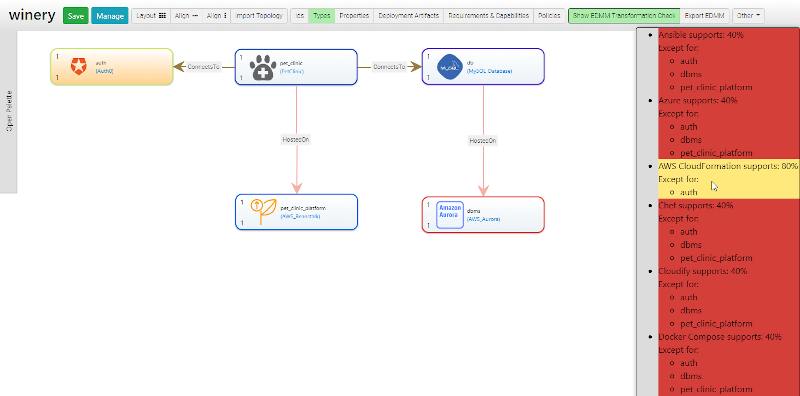 winery Save Manage Layout Align Align Import Topology Ids Types Properties Deployment Artifacts Requirements & Capabilities Policies Show EDMM Transformation Check Export EDMM Other
Open Palette
1
auth
(Auth0)
1
ConnectsTo
1
pet_clinic
(PetClinic)
1
ConnectsTo
1
db
(MySQL_Database)
1
HostedOn
HostedOn
1
pet_clinic_platform
(AWS_Beanstalk)
1
1
Amazon
Aurora
dbms
(AWS_Aurora)
1
Ansible supports: 40%
Except for:
auth
dbms
pet_clinic_platform
Azure supports: 40%
Except for:
auth
dbms
pet_clinic_platform
AWS CloudFormation supports: 80%
Except for:
auth
Chef supports: 40%
Except for:
auth
dbms
pet_clinic_platform
Cloudify supports: 40%
Except for:
auth
dbms
pet_clinic_platform
Docker Compose supports: 40%
Except for:
auth
dbms
pet_clinic_platform